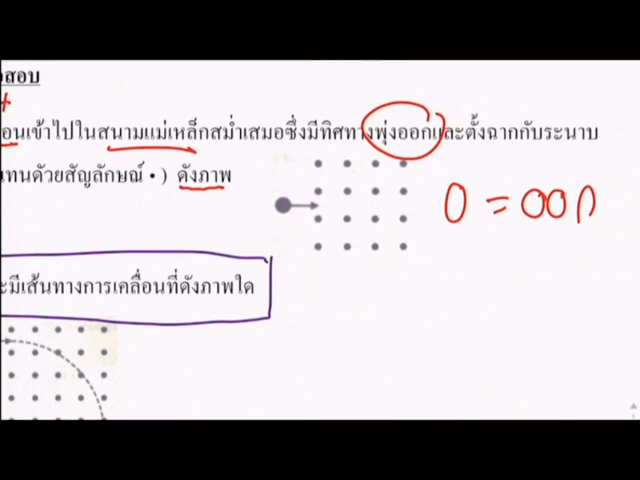 สอบ
+
อนเข้าไปในสนามแม่เหล็กสม่ำเสมอซึ่งมีทิศทางพุ่งออกและตั้งฉากกับระนาบ
แทนด้วยสัญลักษณ์ • ) ดังภาพ
0 = ออก
ะมีเส้นทางการเคลื่อนที่ดังภาพใด